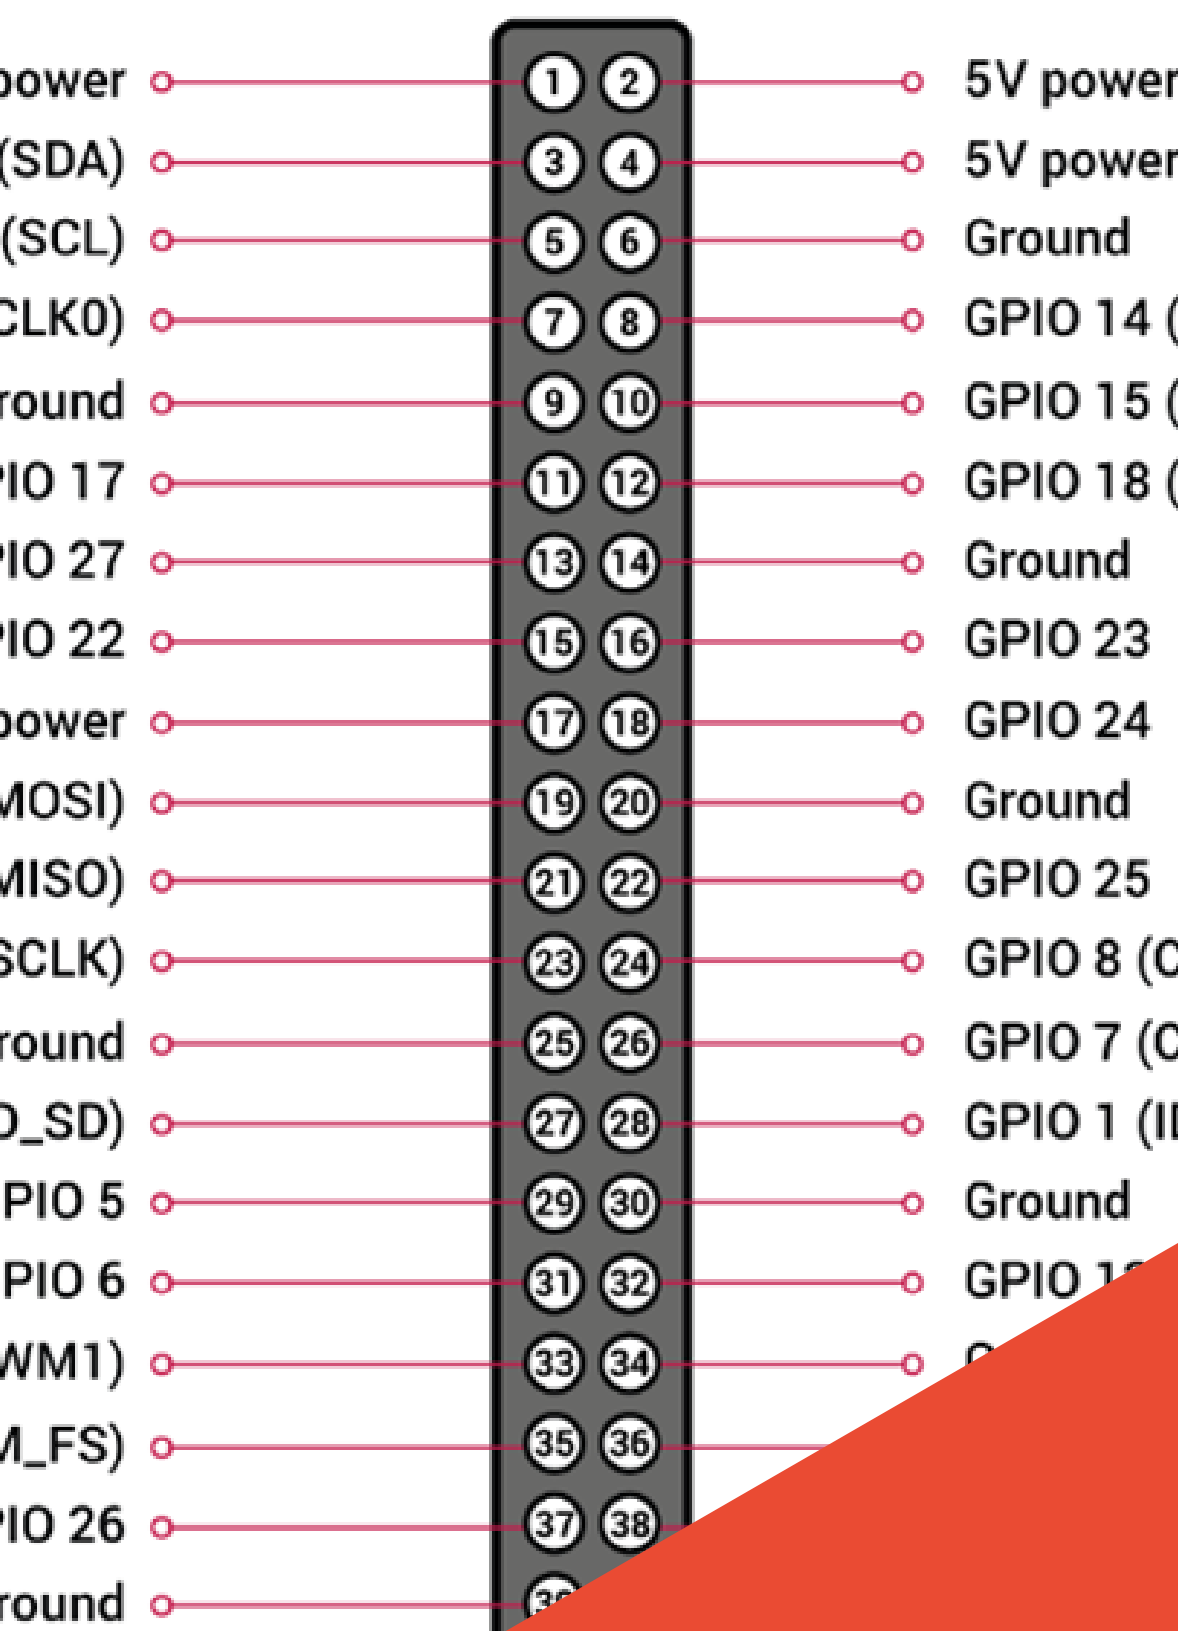 power 1 2 5V power
(SDA) 3 4 5V power
(SCL) 5 6 Ground
CLK0) 7 8 GPIO 14 (
round 9 10 GPIO 15 (
PIO 17 11 12 GPIO 18 (
PIO 27 13 14 Ground
PIO 22 15 16 GPIO 23
power 17 18 GPIO 24
MOSI) 19 20 Ground
MISO) 21 22 GPIO 25
SCLK) 23 24 GPIO 8 (C
round 25 26 GPIO 7 (C
D_SD) 27 28 GPIO 1 (ID
PIO 5 29 30 Ground
PIO 6 31 32 GPIO
WM1) 33 34
M_FS) 35 36
PIO 26 37 38
round 39